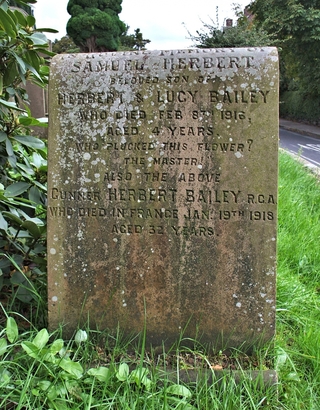 SAMUEL HERBERT
BELOVED SON OF
HERBERT & LUCY BAILEY
WHO DIED FEB 8TH 1916,
AGED 4 YEARS.
WHO PLUCKED THIS FLOWER?
THE MASTER!
ALSO THE ABOVE
GUNNER HERBERT BAILEY R.G.A
WHO DIED IN FRANCE JAN. 19TH 1918
AGED 32 YEARS.